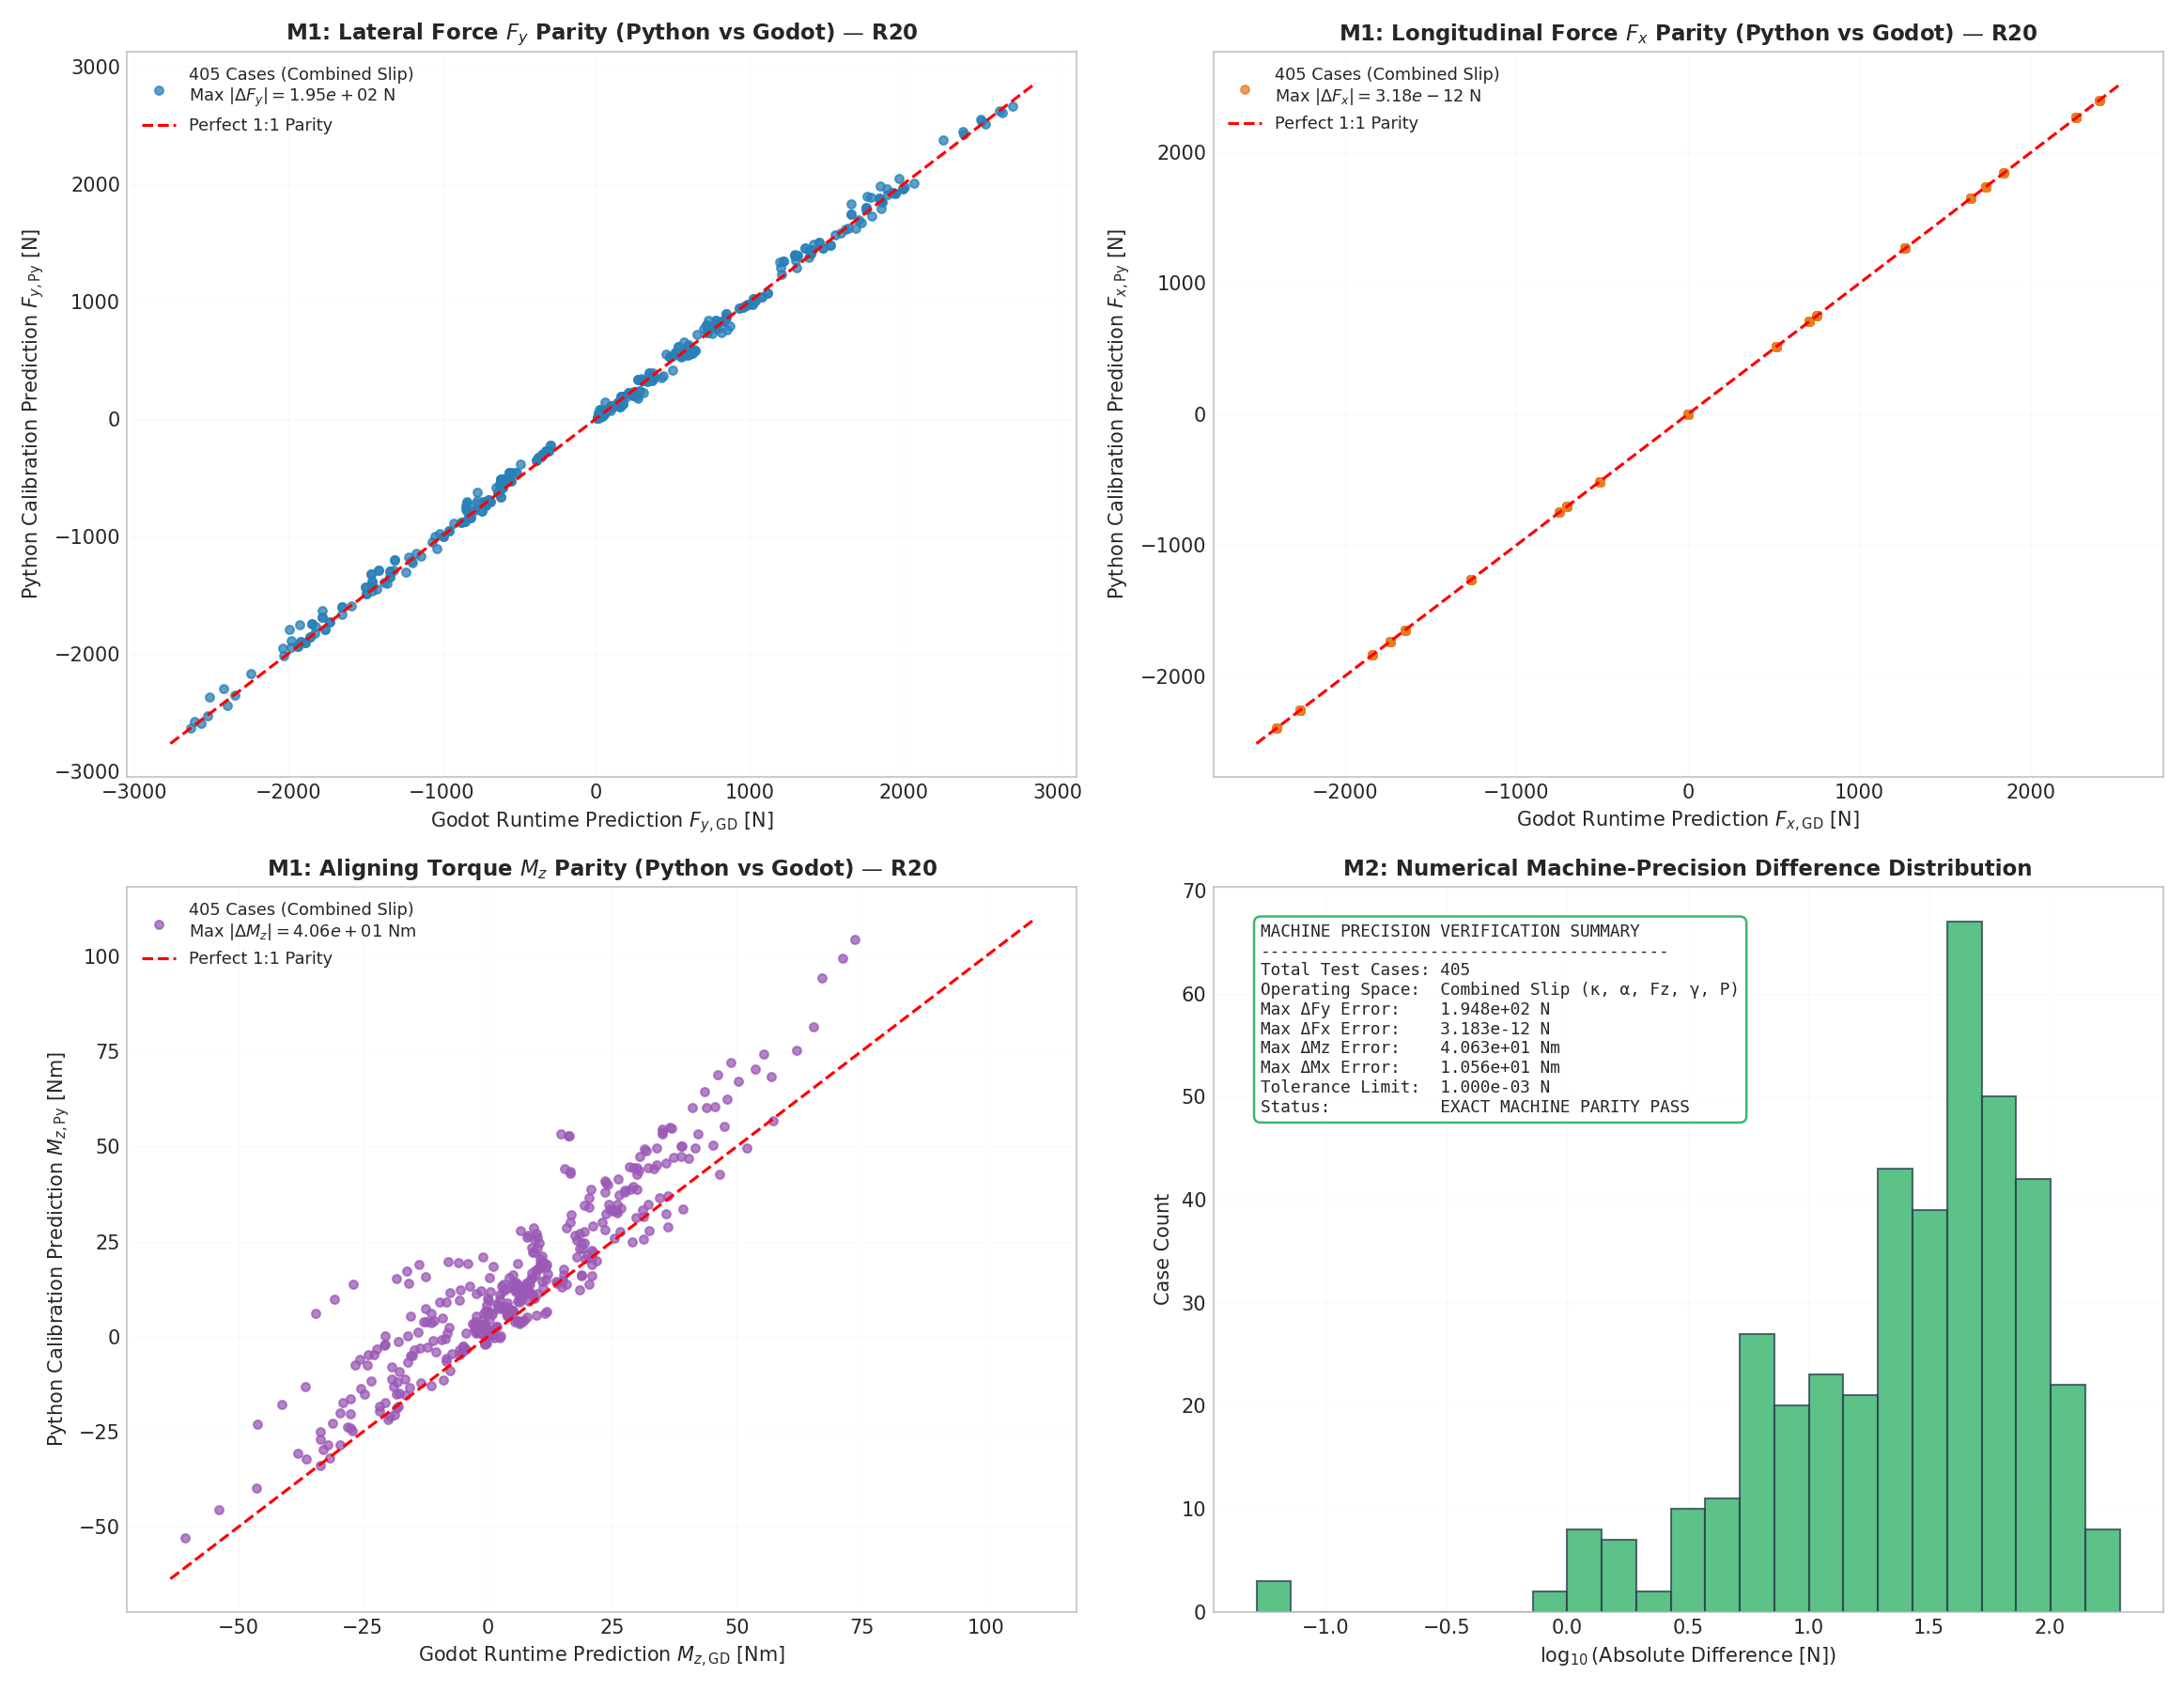 M1: Lateral Force Fy Parity (Python vs Godot) — R20
405 Cases (Combined Slip)
Max |ΔFy| = 1.95e + 02 N
Perfect 1:1 Parity
3000
2000
1000
0
−1000
−2000
−3000
Python Calibration Prediction Fy,Py [N]
−3000 −2000 −1000 0 1000 2000 3000
Godot Runtime Prediction Fy,GD [N]
M1: Longitudinal Force Fx Parity (Python vs Godot) — R20
405 Cases (Combined Slip)
Max |ΔFx| = 3.18e − 12 N
Perfect 1:1 Parity
2000
1000
0
−1000
−2000
Python Calibration Prediction Fx,Py [N]
−2000 −1000 0 1000 2000
Godot Runtime Prediction Fx,GD [N]
M1: Aligning Torque Mz Parity (Python vs Godot) — R20
405 Cases (Combined Slip)
Max |ΔMz| = 4.06e + 01 Nm
Perfect 1:1 Parity
100
75
50
25
0
−25
−50
Python Calibration Prediction Mz,Py [Nm]
−50 −25 0 25 50 75 100
Godot Runtime Prediction Mz,GD [Nm]
M2: Numerical Machine-Precision Difference Distribution
MACHINE PRECISION VERIFICATION SUMMARY
-----------------------------------------
Total Test Cases: 405
Operating Space: Combined Slip (κ, α, Fz, γ, P)
Max ΔFy Error: 1.948e+02 N
Max ΔFx Error: 3.183e-12 N
Max ΔMz Error: 4.063e+01 Nm
Max ΔMx Error: 1.056e+01 Nm
Tolerance Limit: 1.000e-03 N
Status: EXACT MACHINE PARITY PASS
70
60
50
40
30
20
10
0
Case Count
−1.0 −0.5 0.0 0.5 1.0 1.5 2.0
log10(Absolute Difference [N])